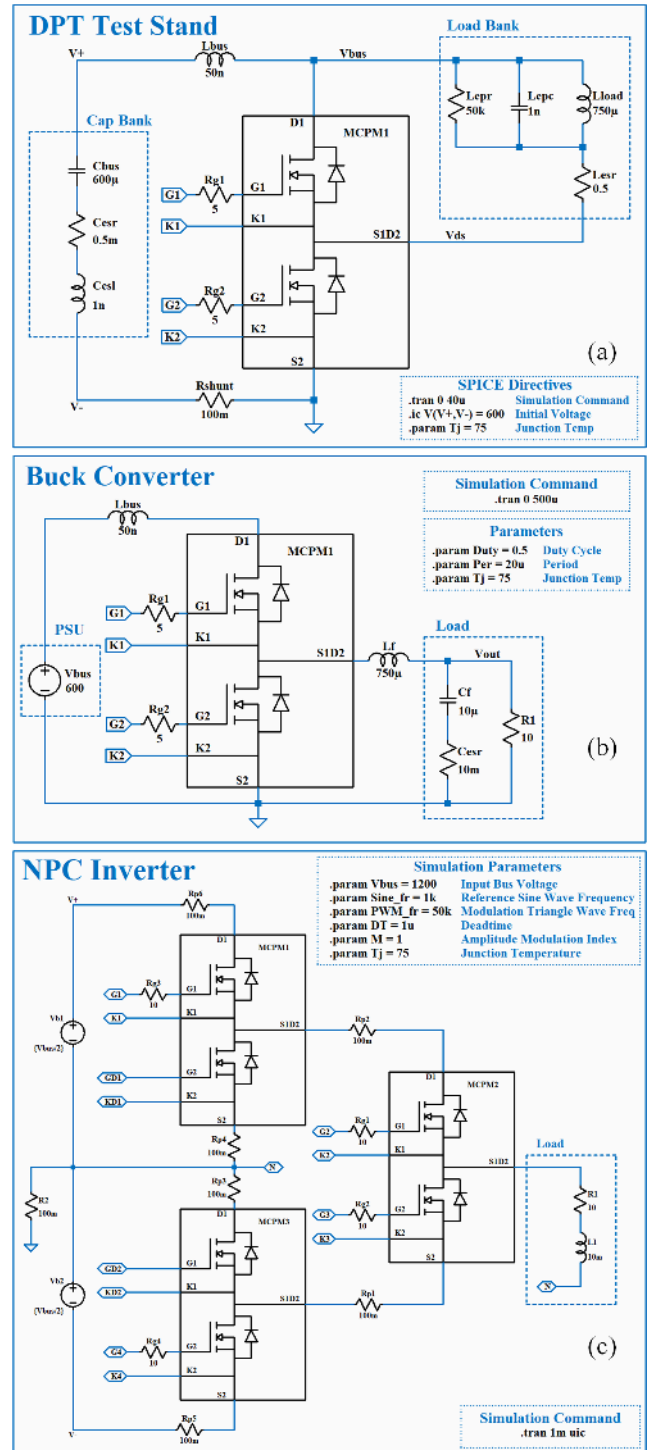 DPT Test Stand
V+
Lbus
50n
Vbus
Load Bank
Lepr
50k
Lepc
1n
Lload
750µ
Lesr
0.5
Cap Bank
Cbus
600µ
Cesr
0.5m
Cesl
1n
D1
MCPM1
G1
Rg1
5
G1
K1
K1
S1D2
Vds
G2
Rg2
5
G2
K2
K2
S2
V-
Rshunt
100m
(a)
SPICE Directives
.tran 0 40u Simulation Command
.ic V(V+,V-) = 600 Initial Voltage
.param Tj = 75 Junction Temp
Buck Converter
Lbus
50n
Simulation Command
.tran 0 500u
Parameters
.param Duty = 0.5 Duty Cycle
.param Per = 20u Period
.param Tj = 75 Junction Temp
D1
MCPM1
G1
Rg1
5
G1
PSU
K1
K1
S1D2
Lf
750µ
Load
Vout
Vbus
600
Cf
10µ
R1
10
Cesr
10m
G2
Rg2
5
G2
K2
K2
S2
(b)
NPC Inverter
Simulation Parameters
.param Vbus = 1200 Input Bus Voltage
.param Sine_fr = 1k Reference Sine Wave Frequency
.param PWM_fr = 50k Modulation Triangle Wave Freq
.param DT = 1u Deadtime
.param M = 1 Amplitude Modulation Index
.param Tj = 75 Junction Temperature
V+
Rp6
100m
D1
MCPM1
G1
Rg3
10
G1
K1
K1
S1D2
Rp2
100m
Vb1
(Vbus/2)
GD1
G2
KD1
K2
S2
D1
MCPM2
G2
Rg1
10
G1
K2
K1
S1D2
Rp4
100m
N
Rp3
100m
R2
100m
G3
Rg2
10
G2
K3
K2
S2
Load
R1
10
L1
10m
N
D1
MCPM3
GD2
G1
KD2
K1
S1D2
Rp1
100m
Vb2
(Vbus/2)
G4
Rg4
10
G2
K4
K2
S2
Rp5
100m
(c)
Simulation Command
.tran 1m uic